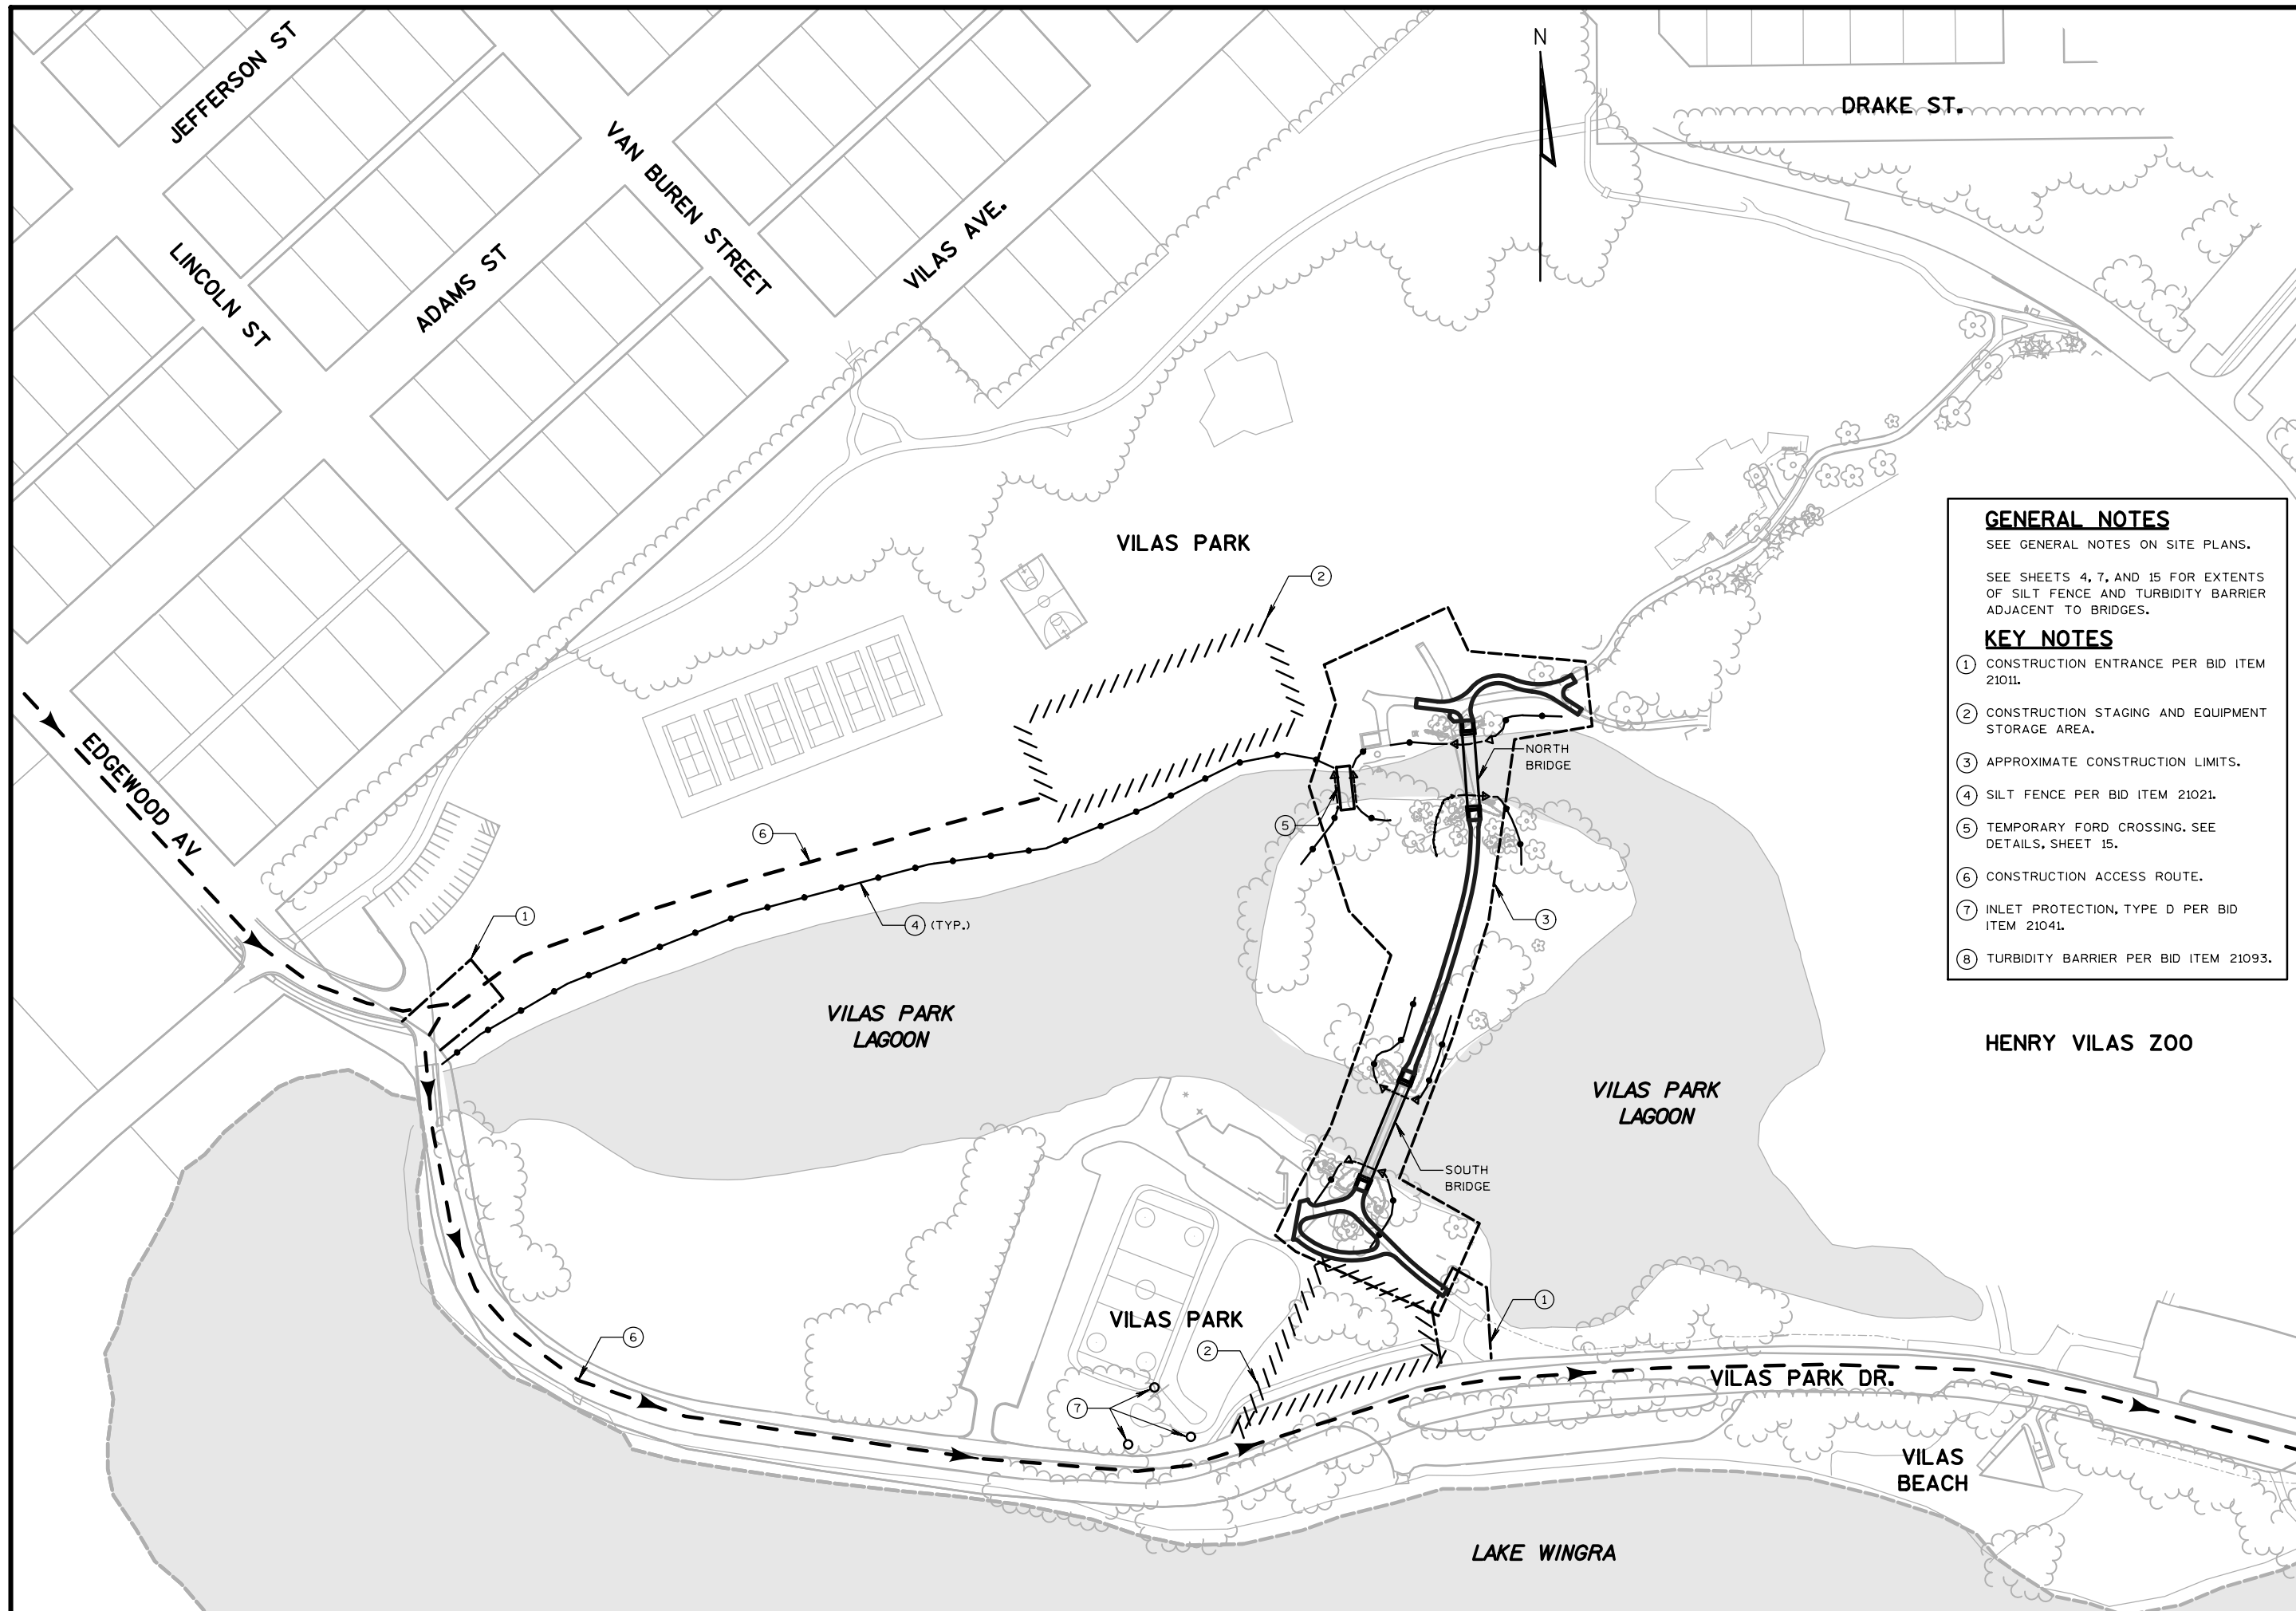 JEFFERSON ST
N
DRAKE ST.
VAN BUREN STREET
VILAS AVE.
LINCOLN ST
ADAMS ST
EDGEWOOD AV
VILAS PARK
2
GENERAL NOTES
SEE GENERAL NOTES ON SITE PLANS.
SEE SHEETS 4, 7, AND 15 FOR EXTENTS
OF SILT FENCE AND TURBIDITY BARRIER
ADJACENT TO BRIDGES.
KEY NOTES
1 CONSTRUCTION ENTRANCE PER BID ITEM
21011.
2 CONSTRUCTION STAGING AND EQUIPMENT
STORAGE AREA.
3 APPROXIMATE CONSTRUCTION LIMITS.
4 SILT FENCE PER BID ITEM 21021.
5 TEMPORARY FORD CROSSING. SEE
DETAILS, SHEET 15.
6 CONSTRUCTION ACCESS ROUTE.
7 INLET PROTECTION, TYPE D PER BID
ITEM 21041.
8 TURBIDITY BARRIER PER BID ITEM 21093.
NORTH
BRIDGE
5
6
1
4 (TYP.)
3
VILAS PARK
LAGOON
HENRY VILAS ZOO
VILAS PARK
LAGOON
SOUTH
BRIDGE
1
VILAS PARK
6
2
7
VILAS PARK DR.
VILAS
BEACH
LAKE WINGRA